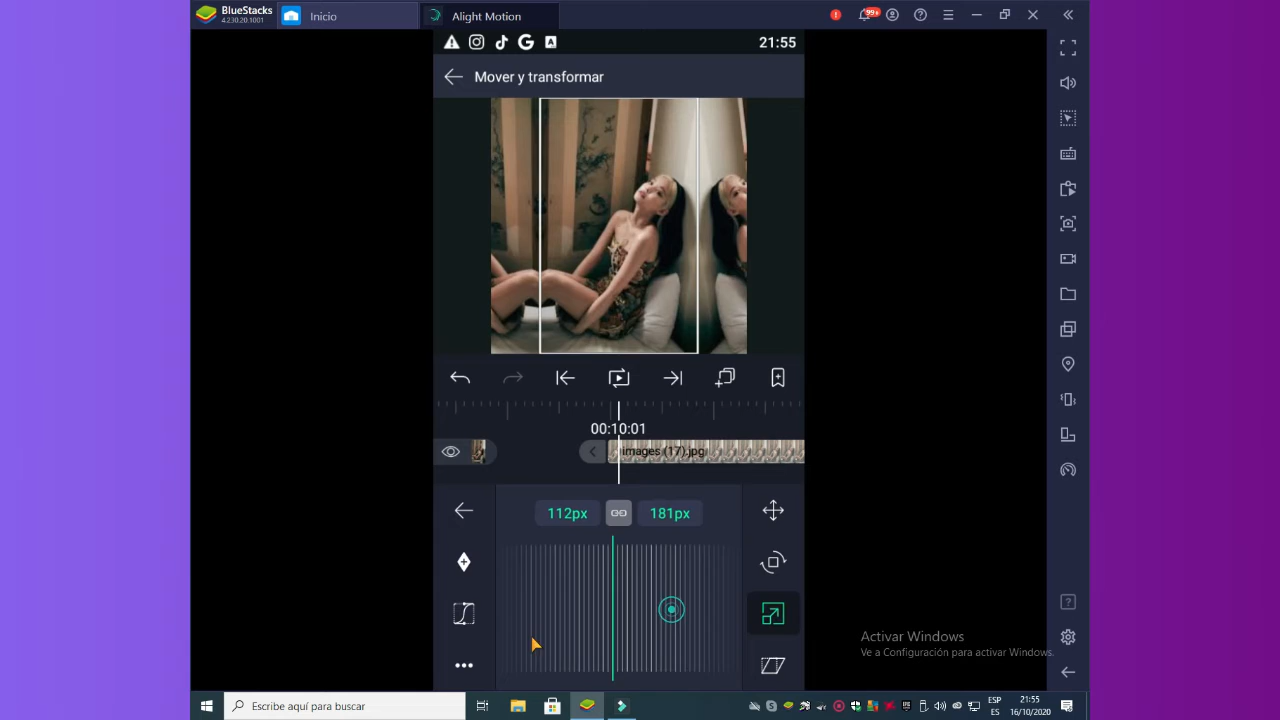 BlueStacks
4.230.20.1001
Inicio
Alight Motion
99+
21:55
Mover y transformar
00:10:01
images (17).jpg
112px
181px
Activar Windows
Ve a Configuración para activar Windows.
Escribe aquí para buscar
ESP
ES
21:55
16/10/2020